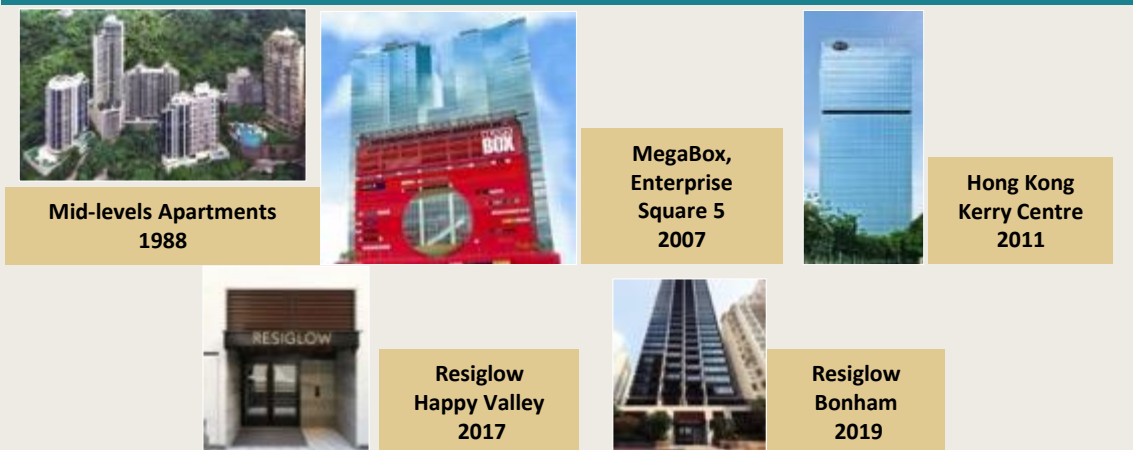 MEGA
BOX
MegaBox,
Enterprise
Square 5
2007
Mid-levels Apartments
1988
Hong Kong
Kerry Centre
2011
RESIGLOW
Resiglow
Happy Valley
2017
Resiglow
Bonham
2019